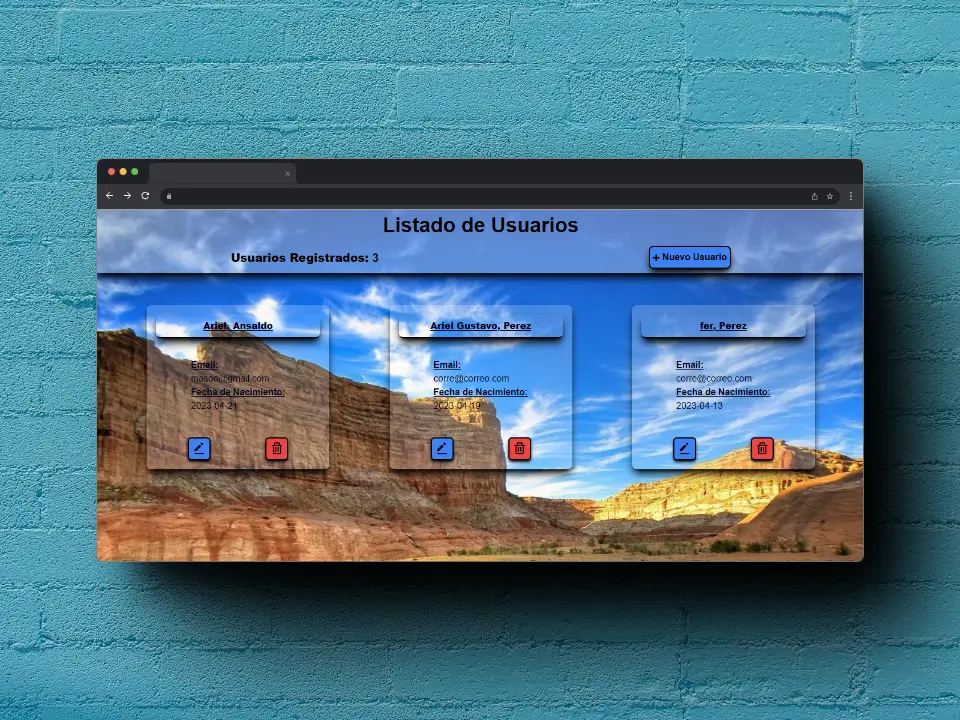 Listado de Usuarios
Usuarios Registrados: 3
+ Nuevo Usuario
Ariel, Ansaldo
Email:
mason@gmail.com
Fecha de Nacimiento:
2023-04-21
Ariel Gustavo, Perez
Email:
corre@correo.com
Fecha de Nacimiento:
2023-04-19
fer, Perez
Email:
corre@correo.com
Fecha de Nacimiento:
2023-04-13